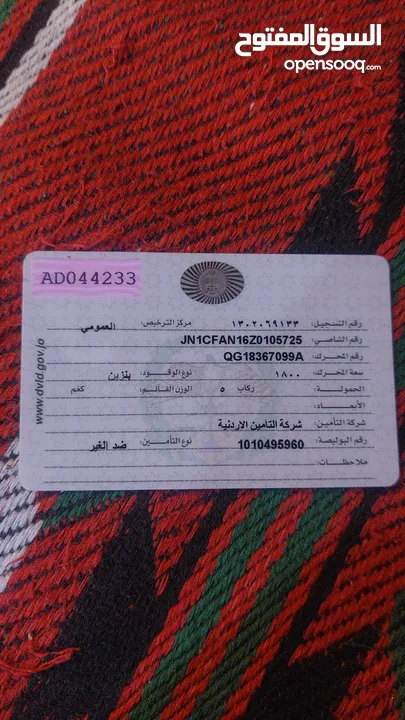 السوق المفتوح
opensooq.com
AD044233
www.dvld.gov.jo
رقم التسجيل: ١٣٠٢٠٦٩١٣٣ مركز الترخيص: العمومي
رقم الشاصي: JN1CFAN16Z0105725
رقم المحرك: QG18367099A
سعة المحرك: ١٨٠٠ نوع الوقود: بنزين
الحمولة: ٥ ركاب الوزن القائم: كغم
الأبعاد:
شركة التأمين: شركة التامين الاردنية
رقم البوليصة: 1010495960 نوع التأمين: ضد الغير
ملاحظات: